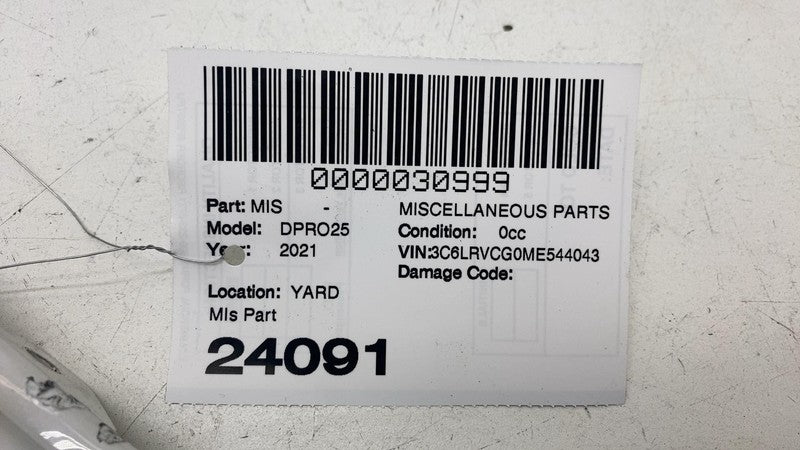 0000030999
Part: MIS - MISCELLANEOUS PARTS
Model: DPRO25 Condition: 0cc
Year: 2021 VIN:3C6LRVCG0ME544043
Damage Code:
Location: YARD
MIs Part
24091